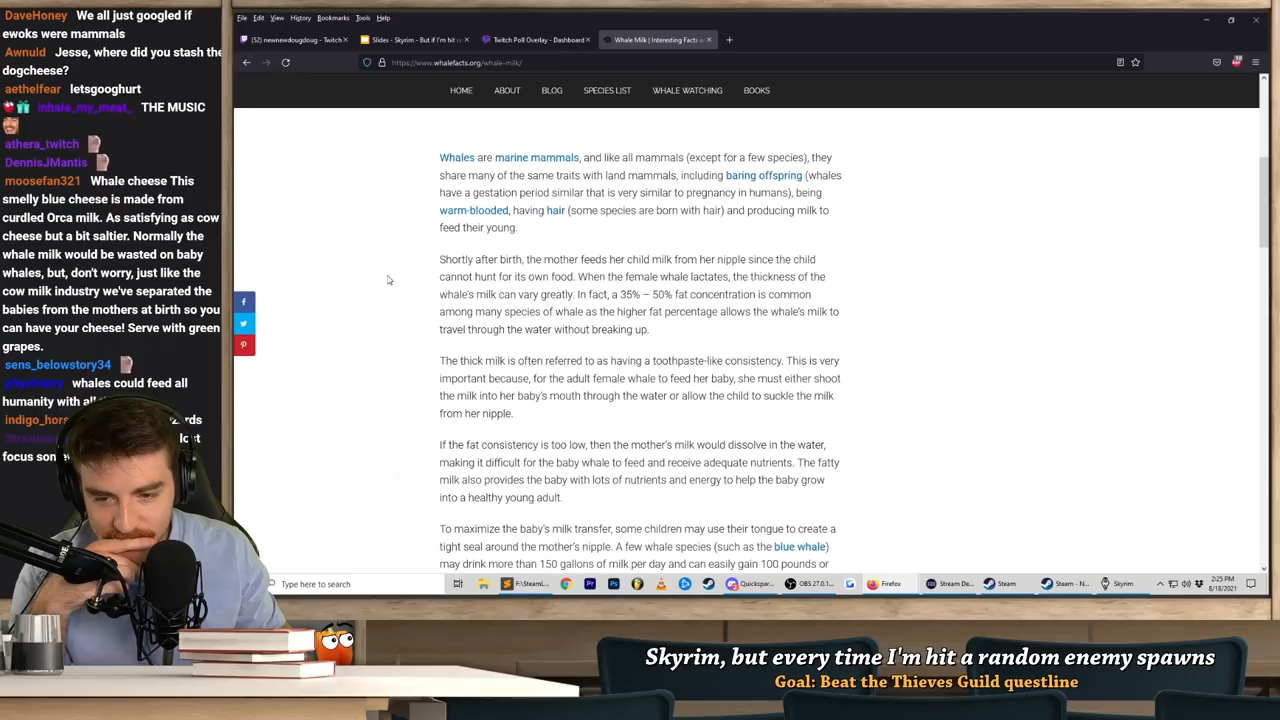 DaveHoney We all just googled if
ewoks were mammals
Awnuld Jesse, where did you stash the
dogcheese?
aethelfear letsgooghurt
inhale_my_meat_ THE MUSIC
athera_twitch
DennisJMantis
moosefan321 Whale cheese This
smelly blue cheese is made from
curdled Orca milk. As satisfying as cow
cheese but a bit saltier. Normally the
whale milk would be wasted on baby
whales, but, don't worry, just like the
cow milk industry we've separated the
babies from the mothers at birth so you
can have your cheese! Serve with green
grapes.
sens_belowstory34
whales could feed all
humanity with all
indigo_hors
focus
File Edit View History Bookmarks Tools Help
(52) newnewdougdoug - Twitch
Slides - Skyrim - But if I'm hit
Twitch Poll Overlay - Dashboard
Whale Milk | Interesting Facts
https://www.whalefacts.org/whale-milk/
HOME ABOUT BLOG SPECIES LIST WHALE WATCHING BOOKS
Whales are marine mammals, and like all mammals (except for a few species), they
share many of the same traits with land mammals, including baring offspring (whales
have a gestation period similar that is very similar to pregnancy in humans), being
warm-blooded, having hair (some species are born with hair) and producing milk to
feed their young.
Shortly after birth, the mother feeds her child milk from her nipple since the child
cannot hunt for its own food. When the female whale lactates, the thickness of the
whale's milk can vary greatly. In fact, a 35% – 50% fat concentration is common
among many species of whale as the higher fat percentage allows the whale's milk to
travel through the water without breaking up.
The thick milk is often referred to as having a toothpaste-like consistency. This is very
important because, for the adult female whale to feed her baby, she must either shoot
the milk into her baby's mouth through the water or allow the child to suckle the milk
from her nipple.
If the fat consistency is too low, then the mother's milk would dissolve in the water,
making it difficult for the baby whale to feed and receive adequate nutrients. The fatty
milk also provides the baby with lots of nutrients and energy to help the baby grow
into a healthy young adult.
To maximize the baby's milk transfer, some children may use their tongue to create a
tight seal around the mother's nipple. A few whale species (such as the blue whale)
may drink more than 150 gallons of milk per day and can easily gain 100 pounds or
Type here to search
F:\SteamL... Quickspar... OBS 27.0.1... Firefox Stream De... Steam Steam - N... Skyrim
2:25 PM
8/18/2021
Skyrim, but every time I'm hit a random enemy spawns
Goal: Beat the Thieves Guild questline